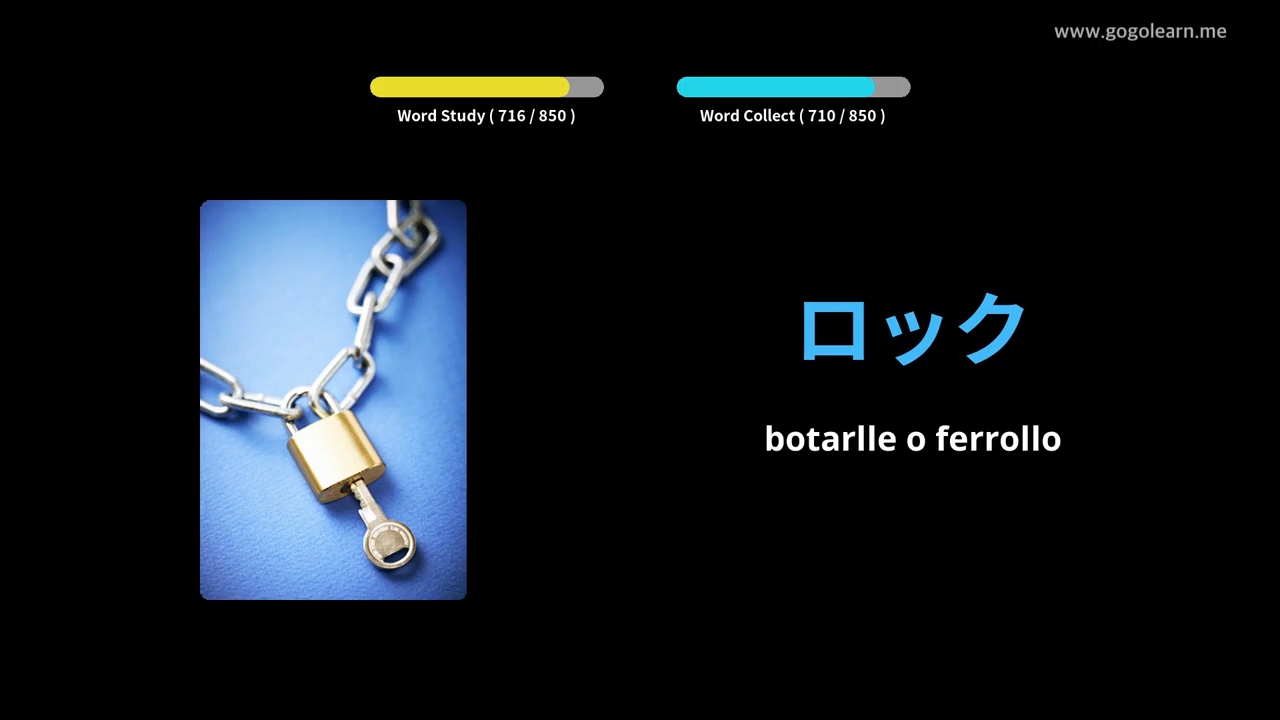 www.gogolearn.me
Word Study ( 716 / 850 )
Word Collect ( 710 / 850 )
ロック
botarlle o ferrollo